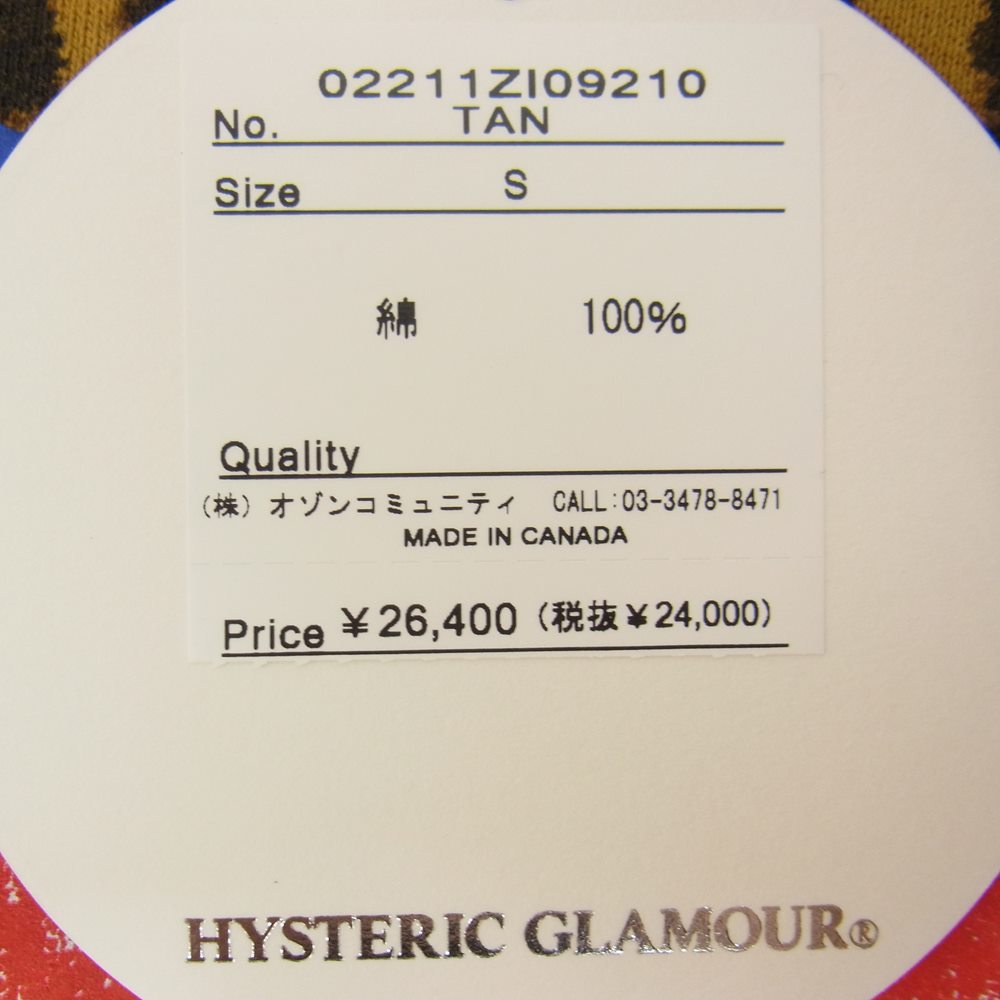 02211ZI09210
No. TAN
Size S
綿 100%
Quality
(株) オゾンコミュニティ CALL:03-3478-8471
MADE IN CANADA
Price ¥26,400 (税抜¥24,000)
HYSTERIC GLAMOUR®